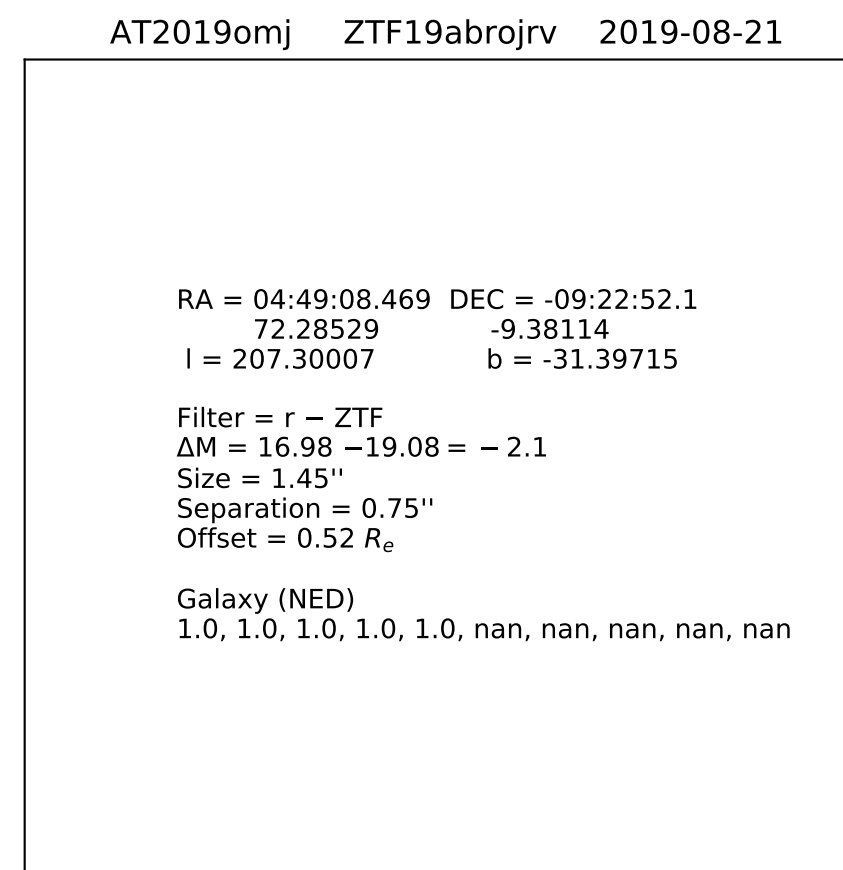 AT2019omj ZTF19abrojrv 2019-08-21
RA = 04:49:08.469 DEC = -09:22:52.1
72.28529 -9.38114
l = 207.30007 b = -31.39715
Filter = r − ZTF
ΔM = 16.98 −19.08 = − 2.1
Size = 1.45''
Separation = 0.75''
Offset = 0.52 Re
Galaxy (NED)
1.0, 1.0, 1.0, 1.0, 1.0, nan, nan, nan, nan, nan